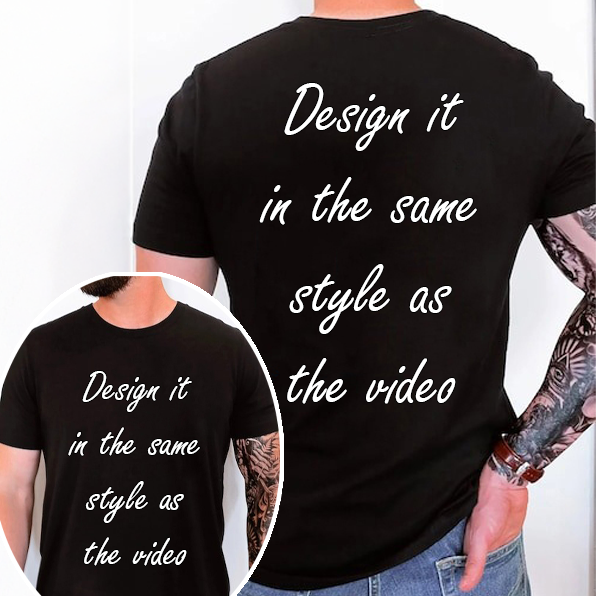 Design it
in the same
style as
the video
Design it
in the same
style as
the video